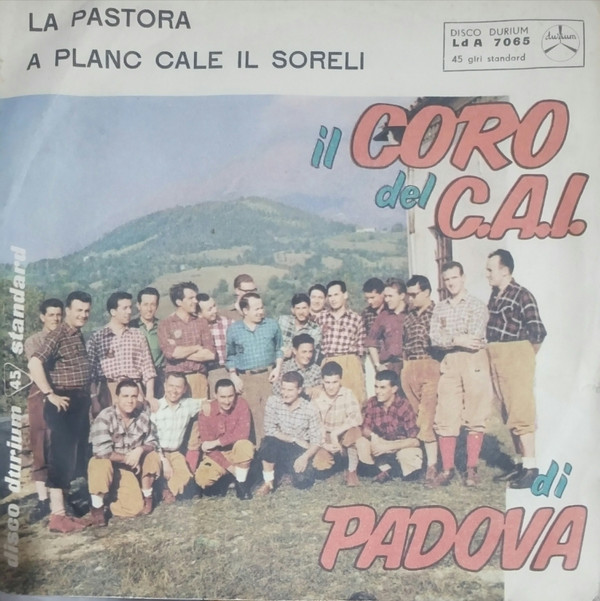 LA PASTORA
A PLANC CALE IL SORELI
DISCO DURIUM
LdA 7065
45 giri standard
durium
il CORO
del C.A.I.
di
PADOVA
disco durium 45 standard